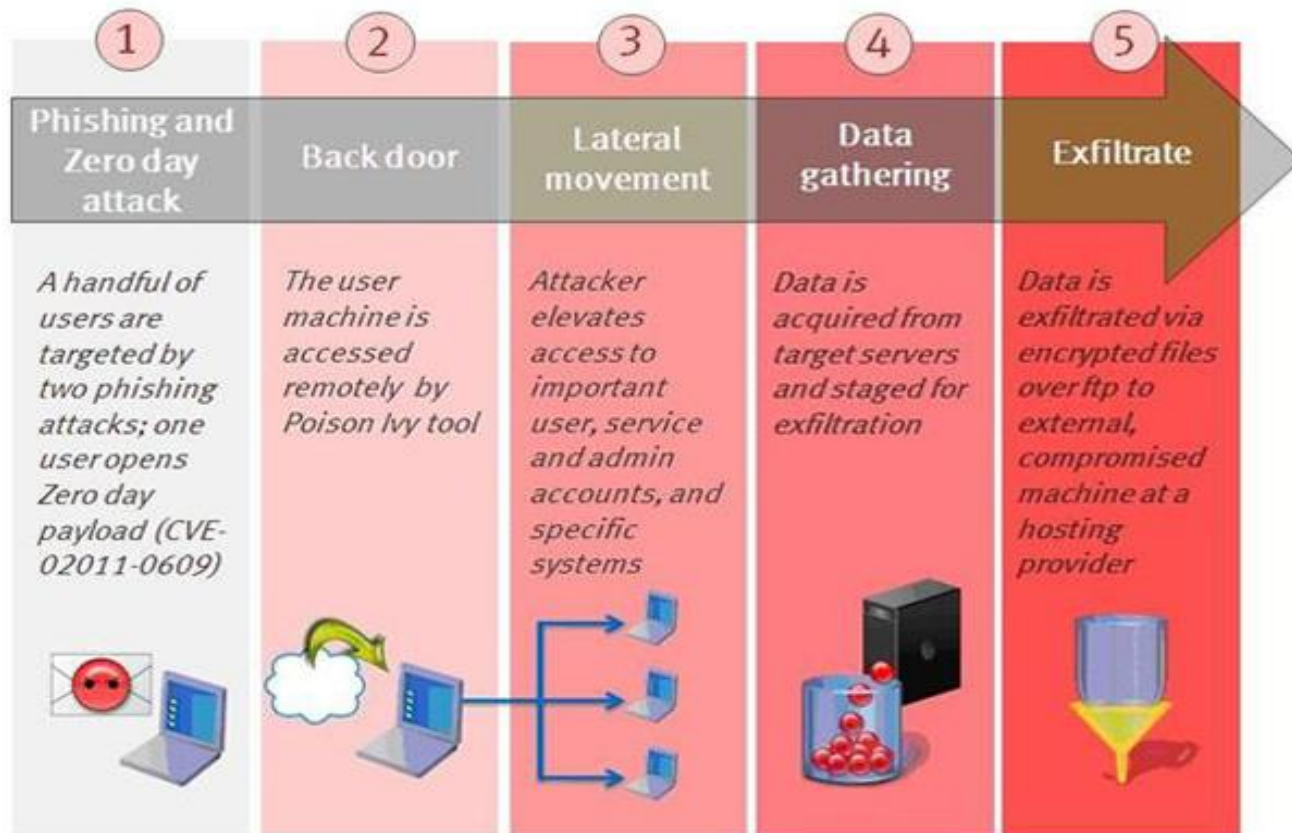 1
Phishing and
Zero day
attack
A handful of
users are
targeted by
two phishing
attacks; one
user opens
Zero day
payload (CVE-
02011-0609)
2
Back door
The user
machine is
accessed
remotely by
Poison Ivy tool
3
Lateral
movement
Attacker
elevates
access to
important
user, service
and admin
accounts, and
specific
systems
4
Data
gathering
Data is
acquired from
target servers
and staged for
exfiltration
5
Exfiltrate
Data is
exfiltrated via
encrypted files
over ftp to
external,
compromised
machine at a
hosting
provider